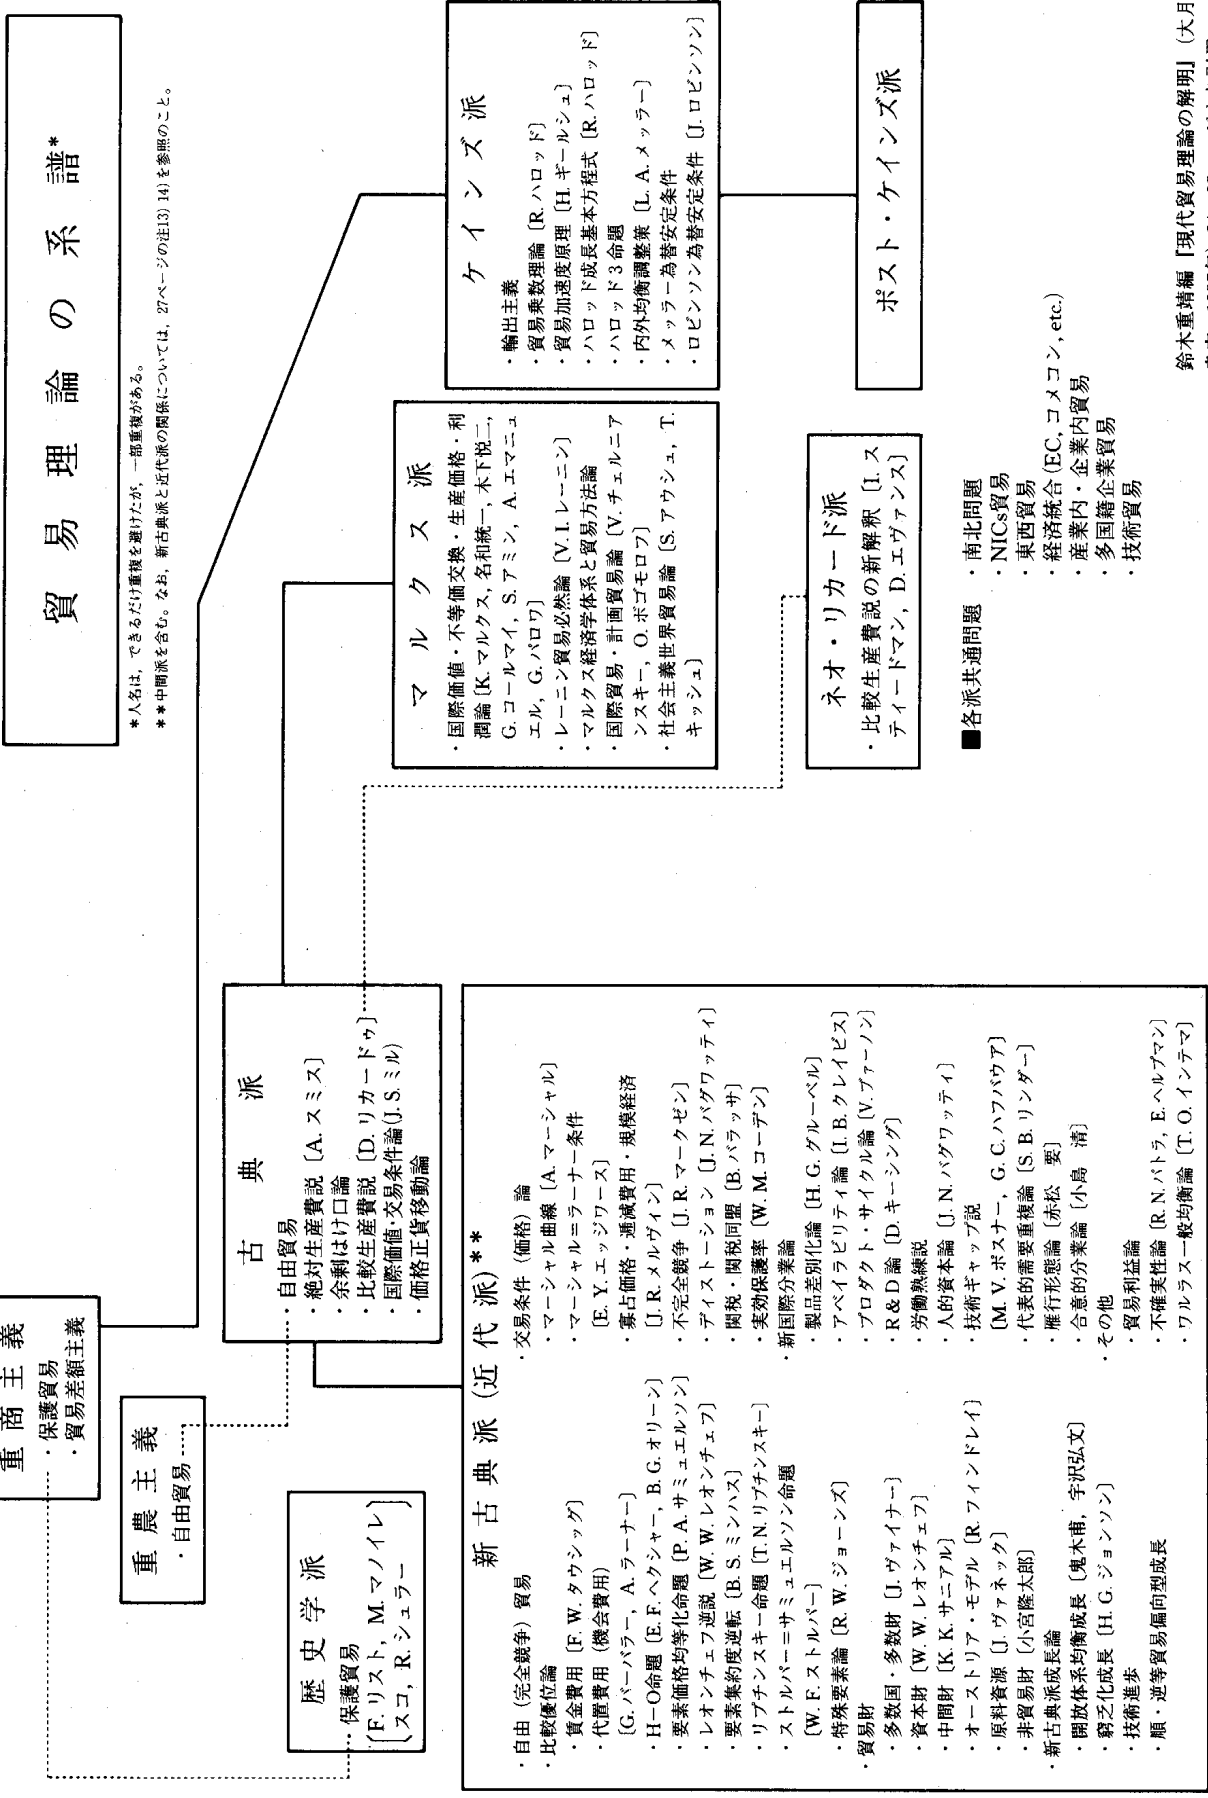 貿易理論の系譜*
*人名は，できるだけ重複を避けたが，一部重複がある。
**中間派を含む。なお，新古典派と近代派の関係については，27ページの注13) 14)を参照のこと。
重商主義
・保護貿易
・貿易差額主義
重農主義
・自由貿易
歴史学派
・保護貿易
〔F. リスト, M. マノイレ
スコ, R. シュラー〕
古典派
・自由貿易
・絶対生産費説〔A. スミス〕
・余剰はけ口論
・比較生産費説〔D. リカードゥ〕
・国際価値・交易条件論(J. S. ミル)
・価格正貨移動論
マルクス派
・国際価値・不等価交換・生産価格・利
潤論〔K. マルクス, 名和統一, 木下悦二,
G. コールマイ, S. アミン, A. エマニュ
エル, G. パロワ〕
・レーニン貿易必然論〔V. I. レーニン〕
・マルクス経済学体系と貿易方法論
・国際貿易・計画貿易論〔V. チェルニア
ンスキー, O. ボゴモロフ〕
・社会主義世界貿易論〔S. アウシュ, T.
キッシュ〕
ケインズ派
・輸出主義
・貿易乗数理論〔R. ハロッド〕
・貿易加速度原理〔H. ギールシュ〕
・ハロッド成長基本方程式〔R. ハロッド〕
・ハロッド3命題
・内外均衡調整策〔L. A. メッラー〕
・メッラー為替安定条件
・ロビンソン為替安定条件〔J. ロビンソン〕
新古典派(近代派)**
・自由(完全競争)貿易
・比較優位論
・賃金費用〔F. W. タウシッグ〕
・代置費用(機会費用)
〔G. ハーバラー, A. ラーナー〕
・H−O命題〔E. F. ヘクシャー, B. G. オリーン〕
・要素価格均等化命題〔P. A. サミュエルソン〕
・レオンチェフ逆説〔W. W. レオンチェフ〕
・要素集約度逆転〔B. S. ミンハス〕
・リプチンスキー命題〔T. N. リプチンスキー〕
・ストルパー＝サミュエルソン命題
〔W. F. ストルパー〕
・特殊要素論〔R. W. ジョーンズ〕
・貿易財
・多数国・多数財〔J. ヴァイナー〕
・資本財〔W. W. レオンチェフ〕
・中間財〔K. K. サニアル〕
・オーストリア・モデル〔R. フィンドレイ〕
・原料資源〔J. ヴァネック〕
・非貿易財〔小宮隆太郎〕
・新古典派成長論
・開放体系均衡成長〔鬼木甫, 宇沢弘文〕
・窮乏化成長〔H. G. ジョンソン〕
・技術進歩
・順・逆等貿易偏向型成長
・交易条件(価格)論
・マーシャル曲線〔A. マーシャル〕
・マーシャル＝ラーナー条件
〔E. Y. エッジワース〕
・寡占価格・逓減費用・規模経済
〔J. R. メルヴィン〕
・不完全競争〔J. R. マークゼン〕
・ディストーション〔J. N. バグワッティ〕
・関税・関税同盟〔B. バラッサ〕
・実効保護率〔W. M. コーデン〕
・新国際分業論
・製品差別化論〔H. G. グルーベル〕
・アベイラビリティ論〔I. B. クレイビス〕
・プロダクト・サイクル論〔V. ヴァーノン〕
・R＆D論〔D. キーシング〕
・労働熟練説
・人的資本論〔J. N. バグワッティ〕
・技術ギャップ説
〔M. V. ポスナー, G. C. ハフバウア〕
・代表的需要重複論〔S. B. リンダー〕
・雁行形態論〔赤松 要〕
・合意的分業論〔小島 清〕
・その他
・貿易利益論
・不確実性論〔R. N. バトラ, E. ヘルプマン〕
・ワルラス一般均衡論〔T. O. インテマ〕
ネオ・リカード派
・比較生産費説の新解釈〔I. ス
ティードマン, D. エヴァンス〕
ポスト・ケインズ派
■各派共通問題
・南北問題
・NICs貿易
・東西貿易
・経済統合(EC, コメコン, etc.)
・産業内・企業内貿易
・多国籍企業貿易
・技術貿易
鈴木重靖編『現代貿易理論の解明』(大月